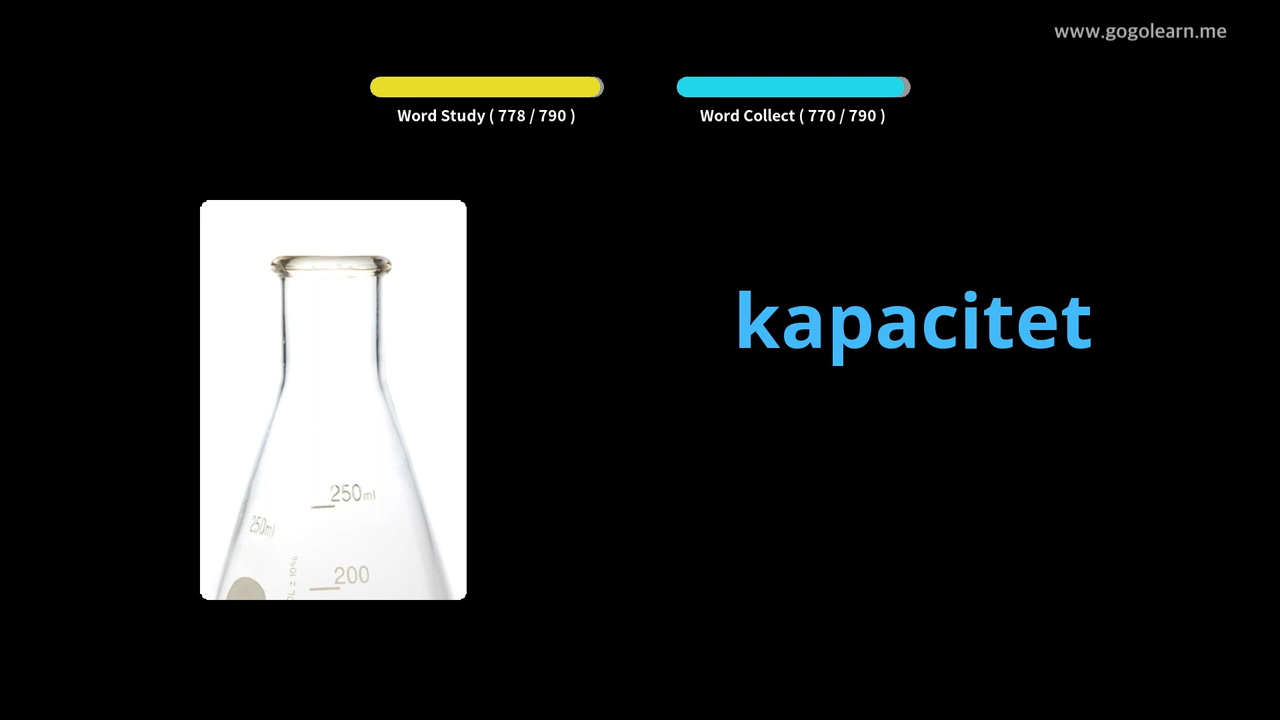 www.gogolearn.me
Word Study ( 778 / 790 )
Word Collect ( 770 / 790 )
kapacitet
250ml
250ml
200